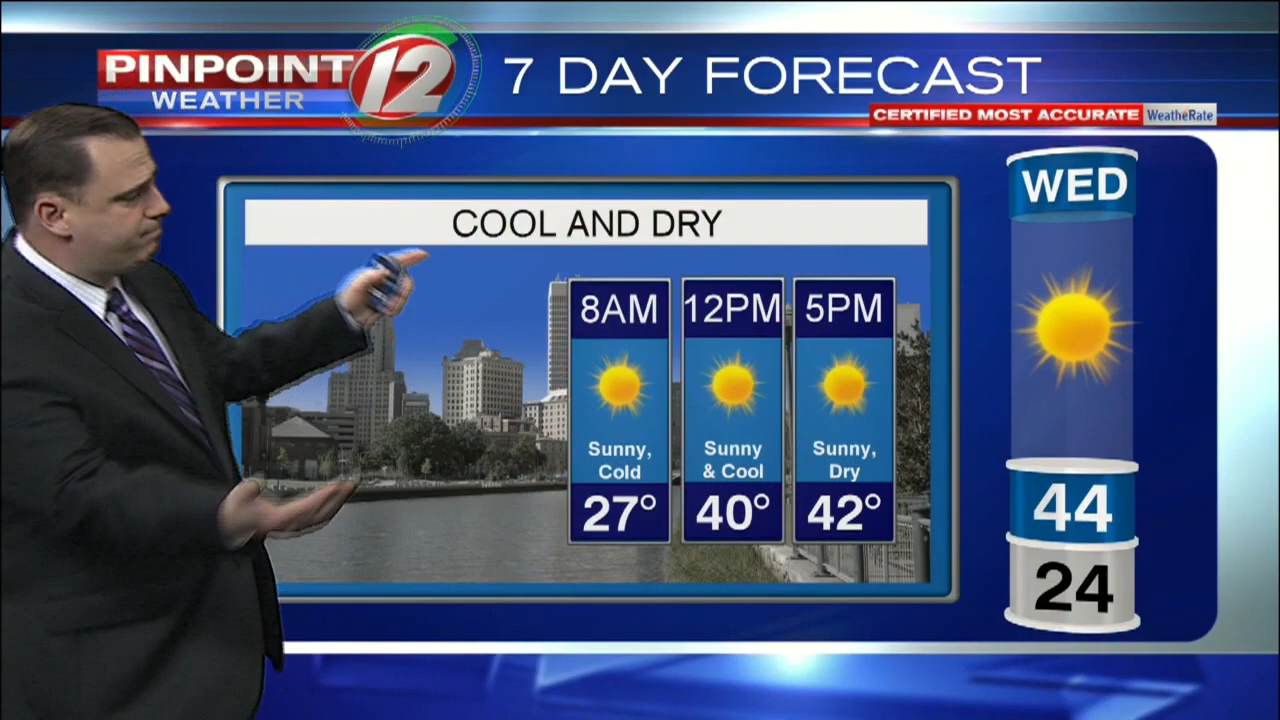 PINPOINT 12
WEATHER
7 DAY FORECAST
CERTIFIED MOST ACCURATE WeatheRate
COOL AND DRY
WED
8AM
12PM
5PM
Sunny,
Cold
Sunny
& Cool
Sunny,
Dry
27°
40°
42°
44
24